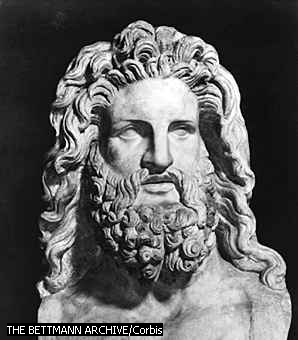 THE BETTMANN ARCHIVE/Corbis